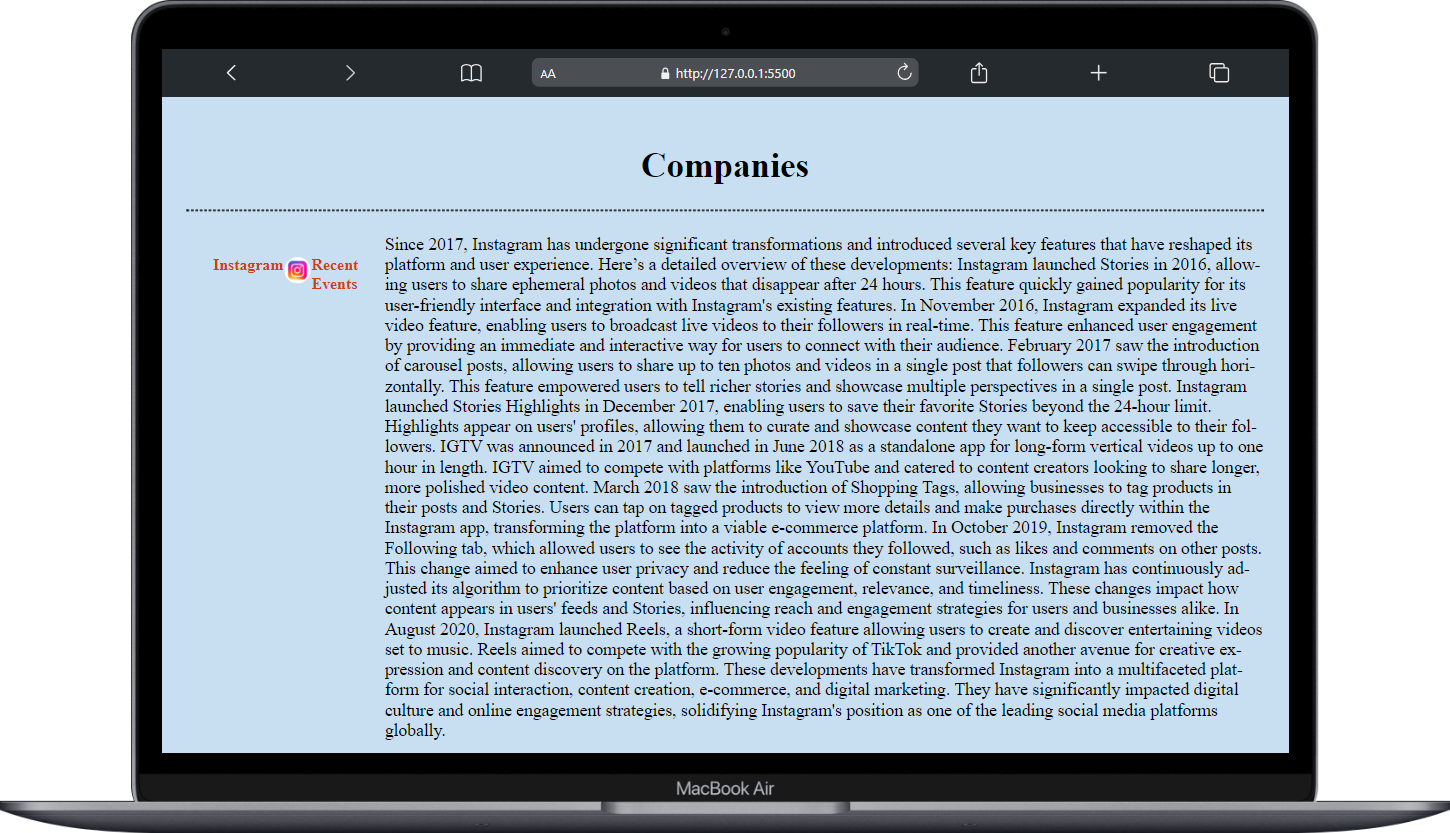 AA http://127.0.0.1:5500
Companies
Instagram Recent
Events
Since 2017, Instagram has undergone significant transformations and introduced several key features that have reshaped its
platform and user experience. Here’s a detailed overview of these developments: Instagram launched Stories in 2016, allow-
ing users to share ephemeral photos and videos that disappear after 24 hours. This feature quickly gained popularity for its
user-friendly interface and integration with Instagram's existing features. In November 2016, Instagram expanded its live
video feature, enabling users to broadcast live videos to their followers in real-time. This feature enhanced user engagement
by providing an immediate and interactive way for users to connect with their audience. February 2017 saw the introduction
of carousel posts, allowing users to share up to ten photos and videos in a single post that followers can swipe through hori-
zontally. This feature empowered users to tell richer stories and showcase multiple perspectives in a single post. Instagram
launched Stories Highlights in December 2017, enabling users to save their favorite Stories beyond the 24-hour limit.
Highlights appear on users' profiles, allowing them to curate and showcase content they want to keep accessible to their fol-
lowers. IGTV was announced in 2017 and launched in June 2018 as a standalone app for long-form vertical videos up to one
hour in length. IGTV aimed to compete with platforms like YouTube and catered to content creators looking to share longer,
more polished video content. March 2018 saw the introduction of Shopping Tags, allowing businesses to tag products in
their posts and Stories. Users can tap on tagged products to view more details and make purchases directly within the
Instagram app, transforming the platform into a viable e-commerce platform. In October 2019, Instagram removed the
Following tab, which allowed users to see the activity of accounts they followed, such as likes and comments on other posts.
This change aimed to enhance user privacy and reduce the feeling of constant surveillance. Instagram has continuously ad-
justed its algorithm to prioritize content based on user engagement, relevance, and timeliness. These changes impact how
content appears in users' feeds and Stories, influencing reach and engagement strategies for users and businesses alike. In
August 2020, Instagram launched Reels, a short-form video feature allowing users to create and discover entertaining videos
set to music. Reels aimed to compete with the growing popularity of TikTok and provided another avenue for creative ex-
pression and content discovery on the platform. These developments have transformed Instagram into a multifaceted plat-
form for social interaction, content creation, e-commerce, and digital marketing. They have significantly impacted digital
culture and online engagement strategies, solidifying Instagram's position as one of the leading social media platforms
globally.
MacBook Air